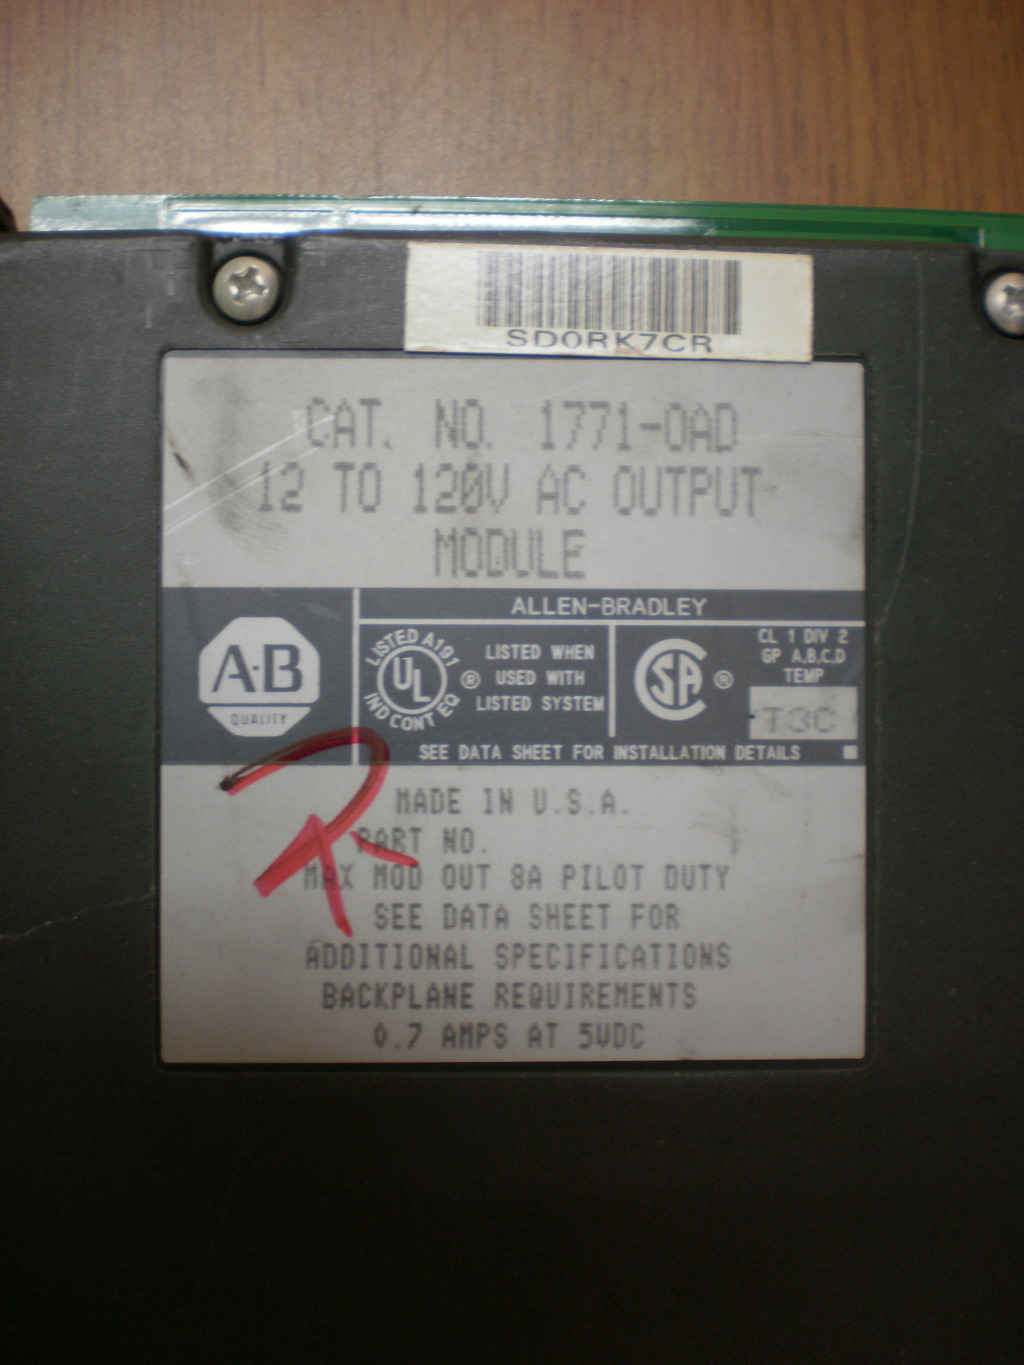 SD0RK7CR
CAT. NO. 1771-OAD
12 TO 120V AC OUTPUT
MODULE
ALLEN-BRADLEY
A·B
QUALITY
LISTED A191
UL ®
IND CONT EQ
LISTED WHEN
USED WITH
LISTED SYSTEM
SA ®
CL 1 DIV 2
GP A,B,C,D
TEMP
T3C
SEE DATA SHEET FOR INSTALLATION DETAILS
R
MADE IN U.S.A.
PART NO.
MAX MOD OUT 8A PILOT DUTY
SEE DATA SHEET FOR
ADDITIONAL SPECIFICATIONS
BACKPLANE REQUIREMENTS
0.7 AMPS AT 5VDC